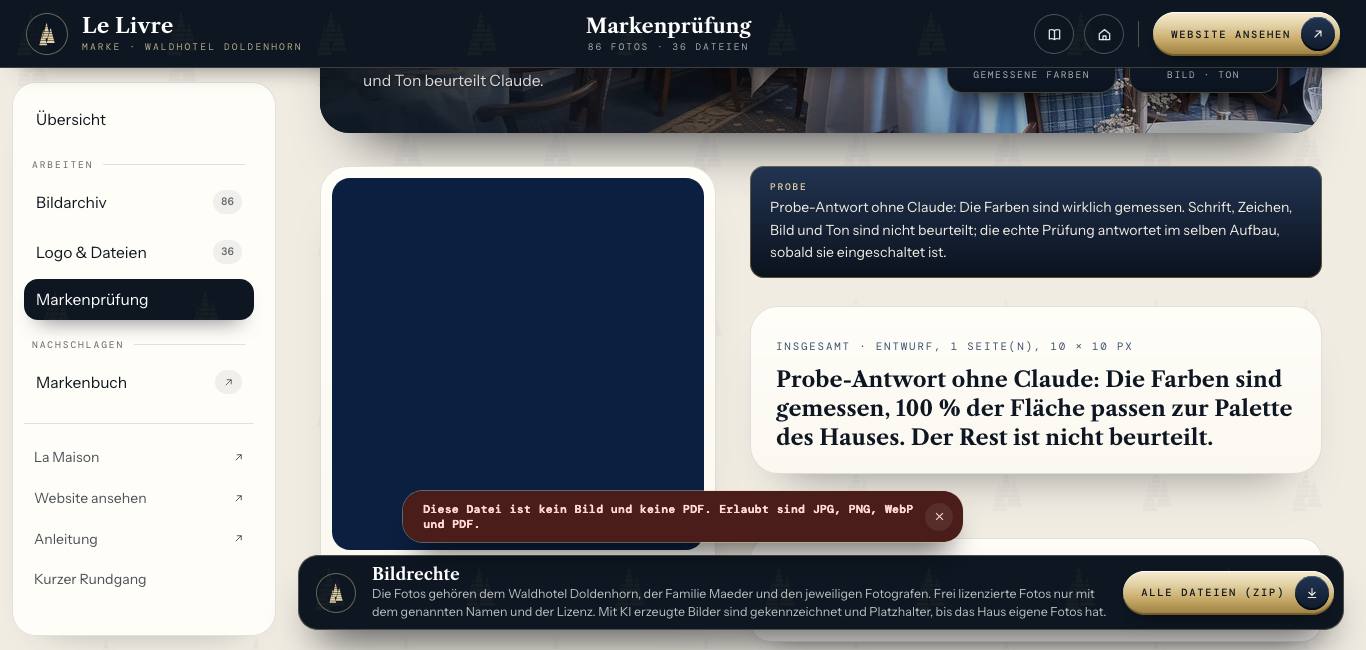 Le Livre
MARKE · WALDHOTEL DOLDENHORN
Markenprüfung
86 FOTOS · 36 DATEIEN
WEBSITE ANSEHEN
und Ton beurteilt Claude.
GEMESSENE FARBEN
BILD · TON
Übersicht
ARBEITEN
Bildarchiv 86
Logo & Dateien 36
Markenprüfung
NACHSCHLAGEN
Markenbuch
La Maison
Website ansehen
Anleitung
Kurzer Rundgang
PROBE
Probe-Antwort ohne Claude: Die Farben sind wirklich gemessen. Schrift, Zeichen,
Bild und Ton sind nicht beurteilt; die echte Prüfung antwortet im selben Aufbau,
sobald sie eingeschaltet ist.
INSGESAMT · ENTWURF, 1 SEITE(N), 10 × 10 PX
Probe-Antwort ohne Claude: Die Farben sind
gemessen, 100 % der Fläche passen zur Palette
des Hauses. Der Rest ist nicht beurteilt.
Diese Datei ist kein Bild und keine PDF. Erlaubt sind JPG, PNG, WebP
und PDF.
Bildrechte
Die Fotos gehören dem Waldhotel Doldenhorn, der Familie Maeder und den jeweiligen Fotografen. Frei lizenzierte Fotos nur mit
dem genannten Namen und der Lizenz. Mit KI erzeugte Bilder sind gekennzeichnet und Platzhalter, bis das Haus eigene Fotos hat.
ALLE DATEIEN (ZIP)